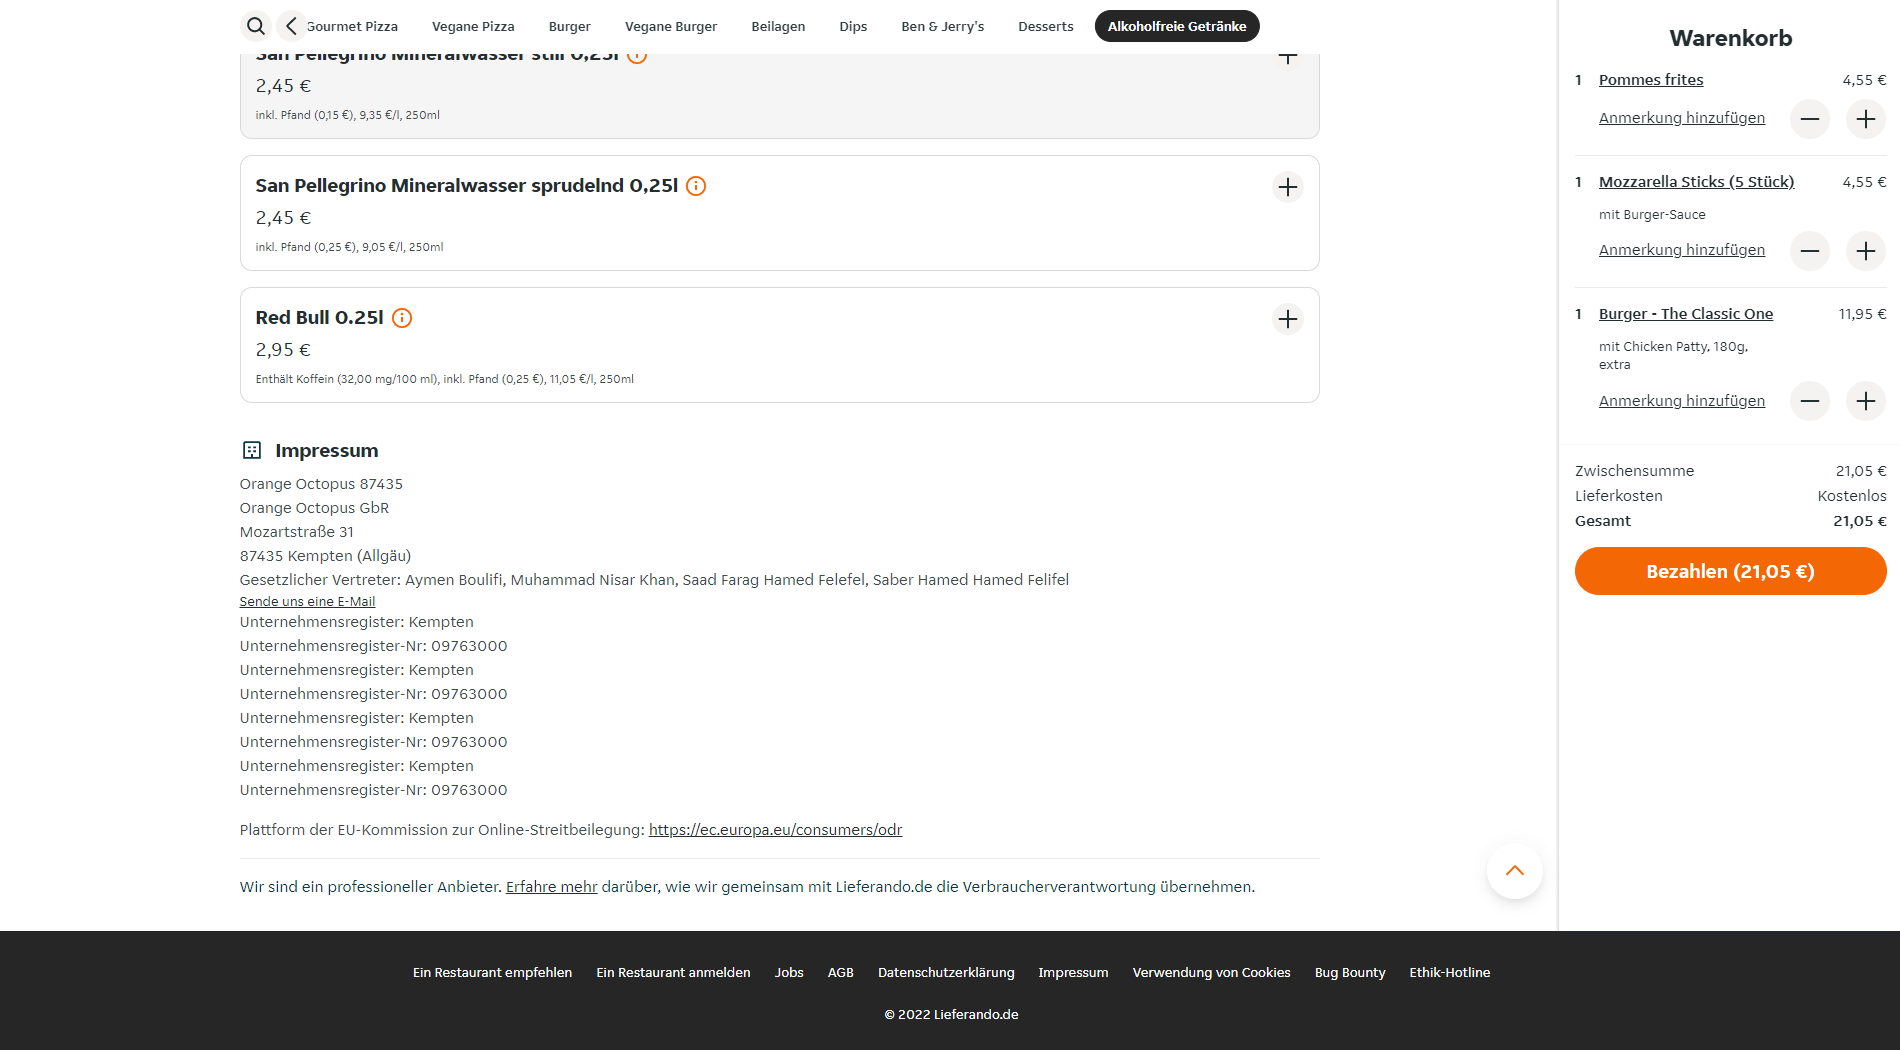 Gourmet Pizza
Vegane Pizza
Burger
Vegane Burger
Beilagen
Dips
Ben & Jerry's
Desserts
Alkoholfreie Getränke
San Pellegrino Mineralwasser still 0,25l
2,45 €
inkl. Pfand (0,15 €), 9,35 €/l, 250ml
San Pellegrino Mineralwasser sprudelnd 0,25l
2,45 €
inkl. Pfand (0,25 €), 9,05 €/l, 250ml
Red Bull 0.25l
2,95 €
Enthält Koffein (32,00 mg/100 ml), inkl. Pfand (0,25 €), 11,05 €/l, 250ml
Impressum
Orange Octopus 87435
Orange Octopus GbR
Mozartstraße 31
87435 Kempten (Allgäu)
Gesetzlicher Vertreter: Aymen Boulifi, Muhammad Nisar Khan, Saad Farag Hamed Felefel, Saber Hamed Hamed Felifel
Sende uns eine E-Mail
Unternehmensregister: Kempten
Unternehmensregister-Nr: 09763000
Unternehmensregister: Kempten
Unternehmensregister-Nr: 09763000
Unternehmensregister: Kempten
Unternehmensregister-Nr: 09763000
Unternehmensregister: Kempten
Unternehmensregister-Nr: 09763000
Plattform der EU-Kommission zur Online-Streitbeilegung: https://ec.europa.eu/consumers/odr
Wir sind ein professioneller Anbieter. Erfahre mehr darüber, wie wir gemeinsam mit Lieferando.de die Verbraucherverantwortung übernehmen.
Warenkorb
1 Pommes frites 4,55 €
Anmerkung hinzufügen
1 Mozzarella Sticks (5 Stück) 4,55 €
mit Burger-Sauce
Anmerkung hinzufügen
1 Burger - The Classic One 11,95 €
mit Chicken Patty, 180g,
extra
Anmerkung hinzufügen
Zwischensumme 21,05 €
Lieferkosten Kostenlos
Gesamt 21,05 €
Bezahlen (21,05 €)
Ein Restaurant empfehlen
Ein Restaurant anmelden
Jobs
AGB
Datenschutzerklärung
Impressum
Verwendung von Cookies
Bug Bounty
Ethik-Hotline
© 2022 Lieferando.de